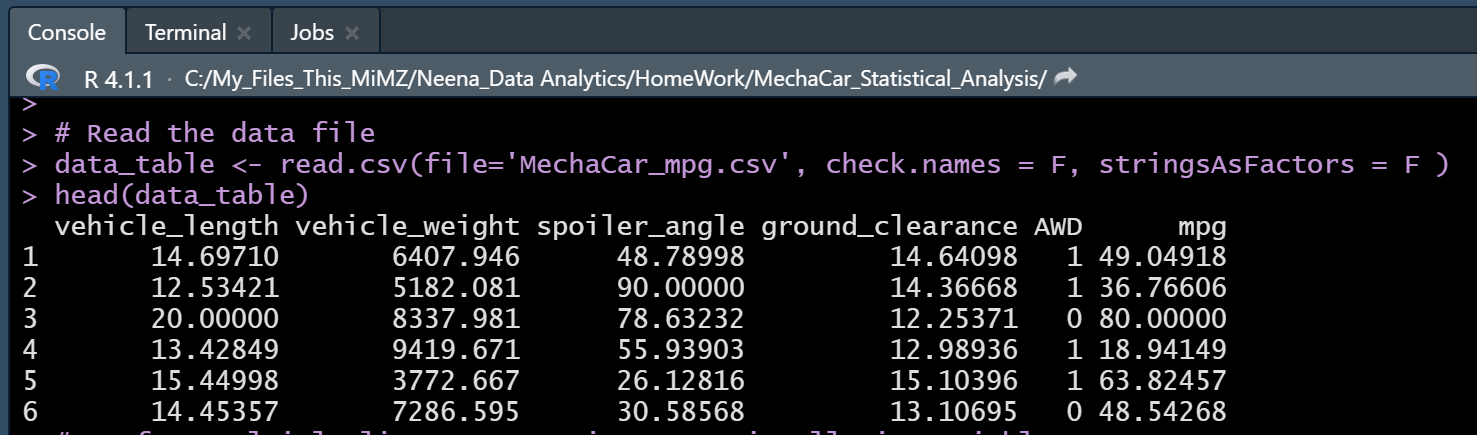 Console Terminal × Jobs ×
R R 4.1.1 · C:/My_Files_This_MiMZ/Neena_Data Analytics/HomeWork/MechaCar_Statistical_Analysis/
>
> # Read the data file
> data_table <- read.csv(file='MechaCar_mpg.csv', check.names = F, stringsAsFactors = F )
> head(data_table)
vehicle_length vehicle_weight spoiler_angle ground_clearance AWD mpg
1 14.69710 6407.946 48.78998 14.64098 1 49.04918
2 12.53421 5182.081 90.00000 14.36668 1 36.76606
3 20.00000 8337.981 78.63232 12.25371 0 80.00000
4 13.42849 9419.671 55.93903 12.98936 1 18.94149
5 15.44998 3772.667 26.12816 15.10396 1 63.82457
6 14.45357 7286.595 30.58568 13.10695 0 48.54268